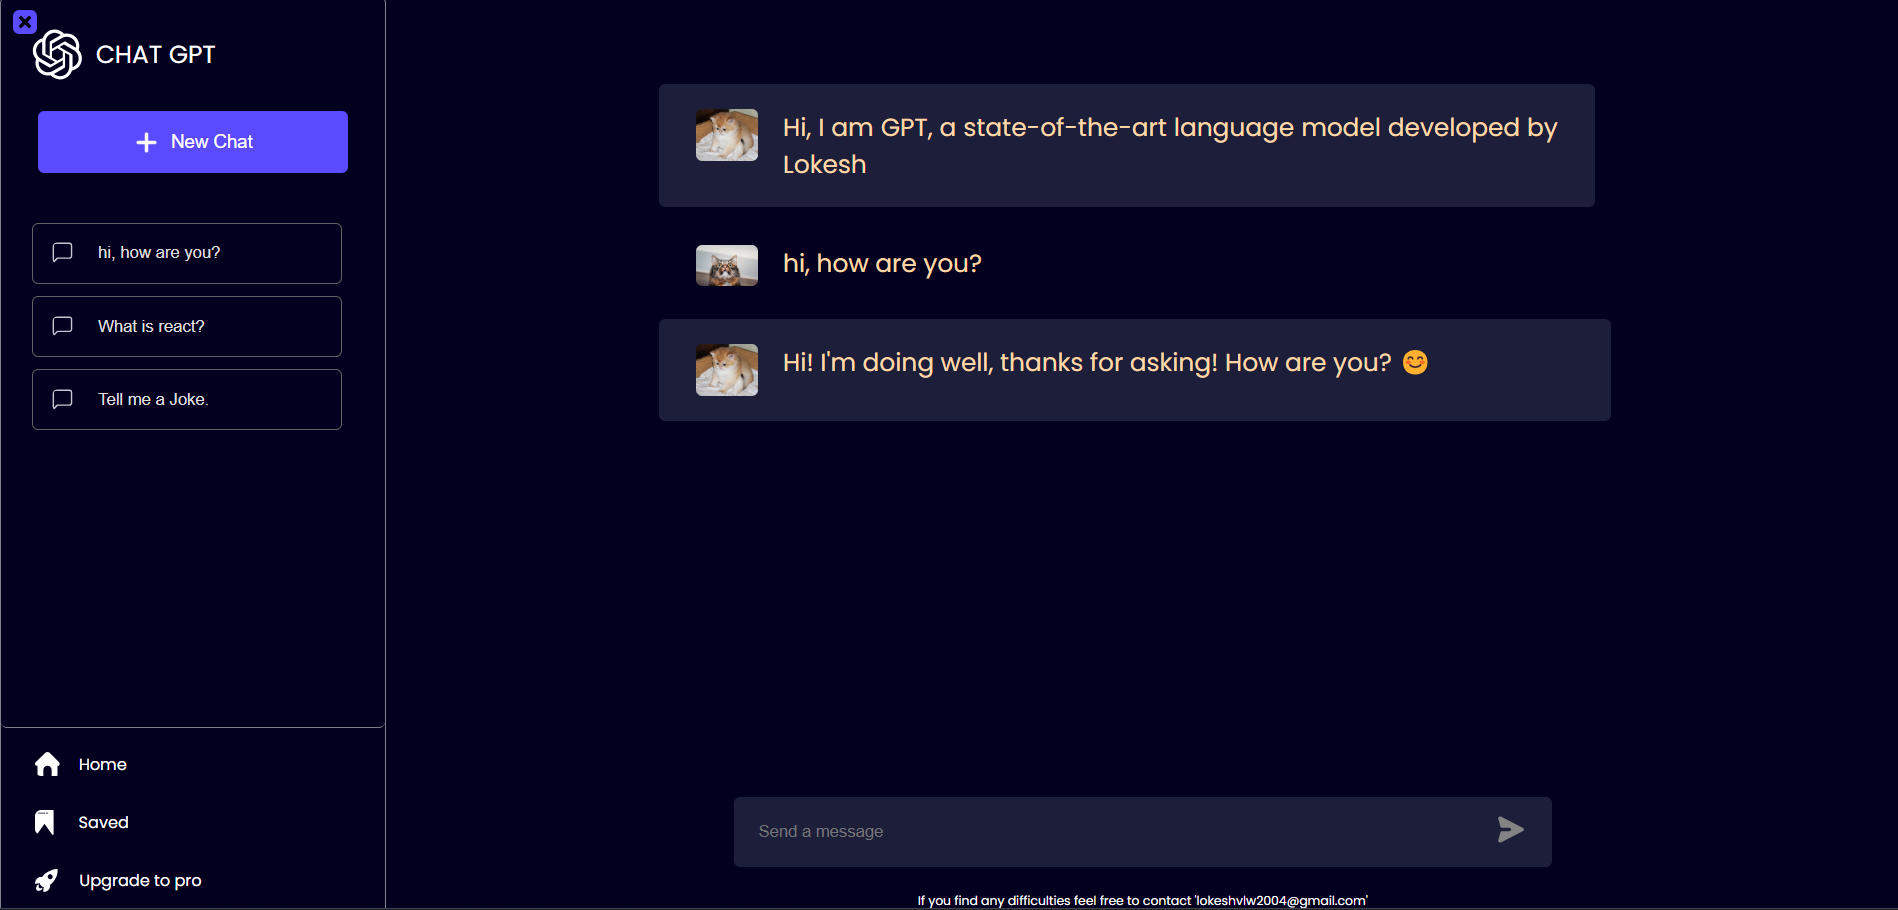 CHAT GPT
New Chat
hi, how are you?
What is react?
Tell me a Joke.
Home
Saved
Upgrade to pro
Hi, I am GPT, a state-of-the-art language model developed by
Lokesh
hi, how are you?
Hi! I'm doing well, thanks for asking! How are you? 😊
Send a message
If you find any difficulties feel free to contact 'lokeshvlw2004@gmail.com'